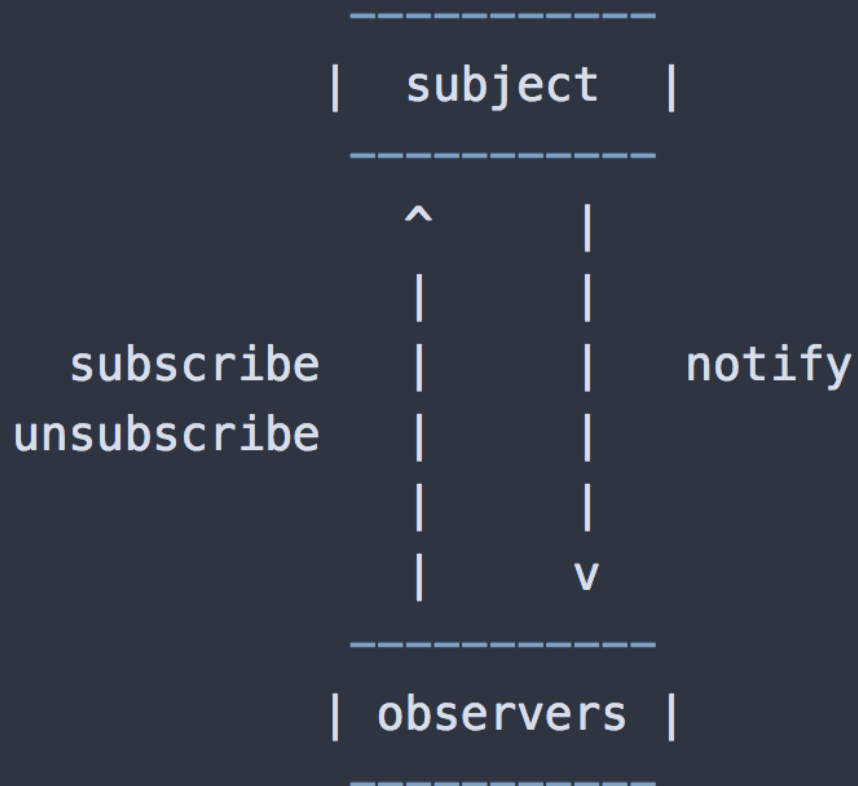 ------------
|  subject  |
------------
^     |
|     |
subscribe   |     |   notify
unsubscribe   |     |
|     |
|     v
------------
| observers |
------------